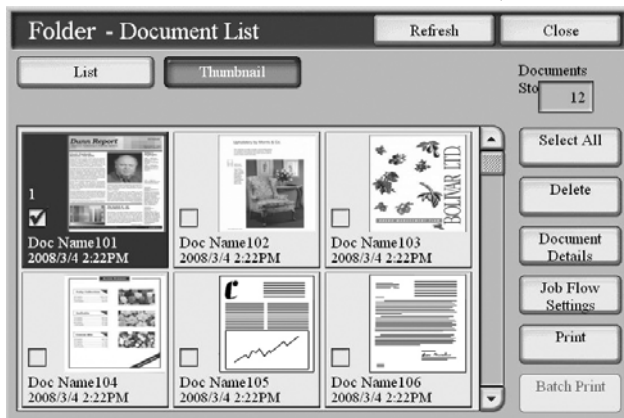 Folder - Document List
Refresh
Close
List
Thumbnail
Documents
Sto
12
Select All
Delete
Document
Details
Job Flow
Settings
Print
Batch Print
Dunn Report
1
Doc Name101
2008/3/4 2:22PM
Doc Name102
2008/3/4 2:22PM
BOLIVAR LTD.
Doc Name103
2008/3/4 2:22PM
Doc Name104
2008/3/4 2:22PM
C
Doc Name105
2008/3/4 2:22PM
Doc Name106
2008/3/4 2:22PM